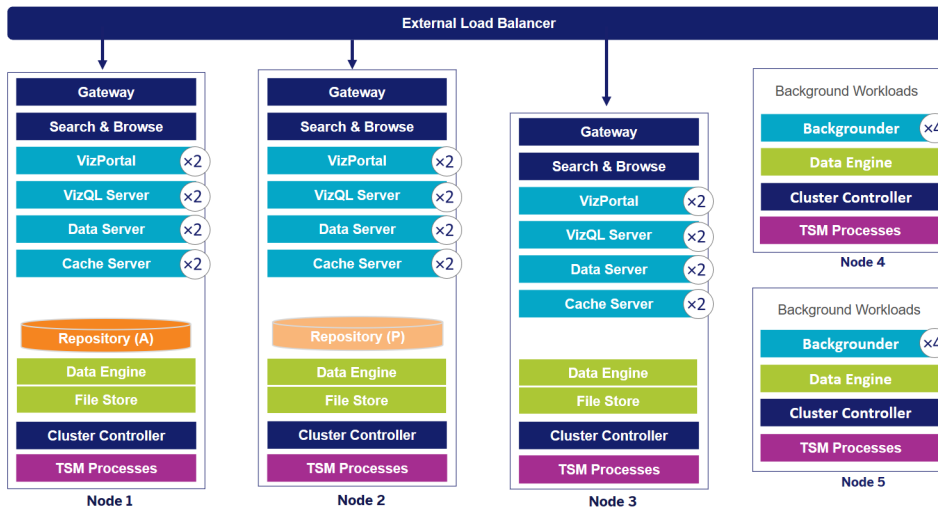 External Load Balancer
Gateway
Search & Browse
VizPortal ×2
VizQL Server ×2
Data Server ×2
Cache Server ×2
Repository (A)
Data Engine
File Store
Cluster Controller
TSM Processes
Node 1
Gateway
Search & Browse
VizPortal ×2
VizQL Server ×2
Data Server ×2
Cache Server ×2
Repository (P)
Data Engine
File Store
Cluster Controller
TSM Processes
Node 2
Gateway
Search & Browse
VizPortal ×2
VizQL Server ×2
Data Server ×2
Cache Server ×2
Data Engine
File Store
Cluster Controller
TSM Processes
Node 3
Background Workloads
Backgrounder ×4
Data Engine
Cluster Controller
TSM Processes
Node 4
Background Workloads
Backgrounder ×4
Data Engine
Cluster Controller
TSM Processes
Node 5